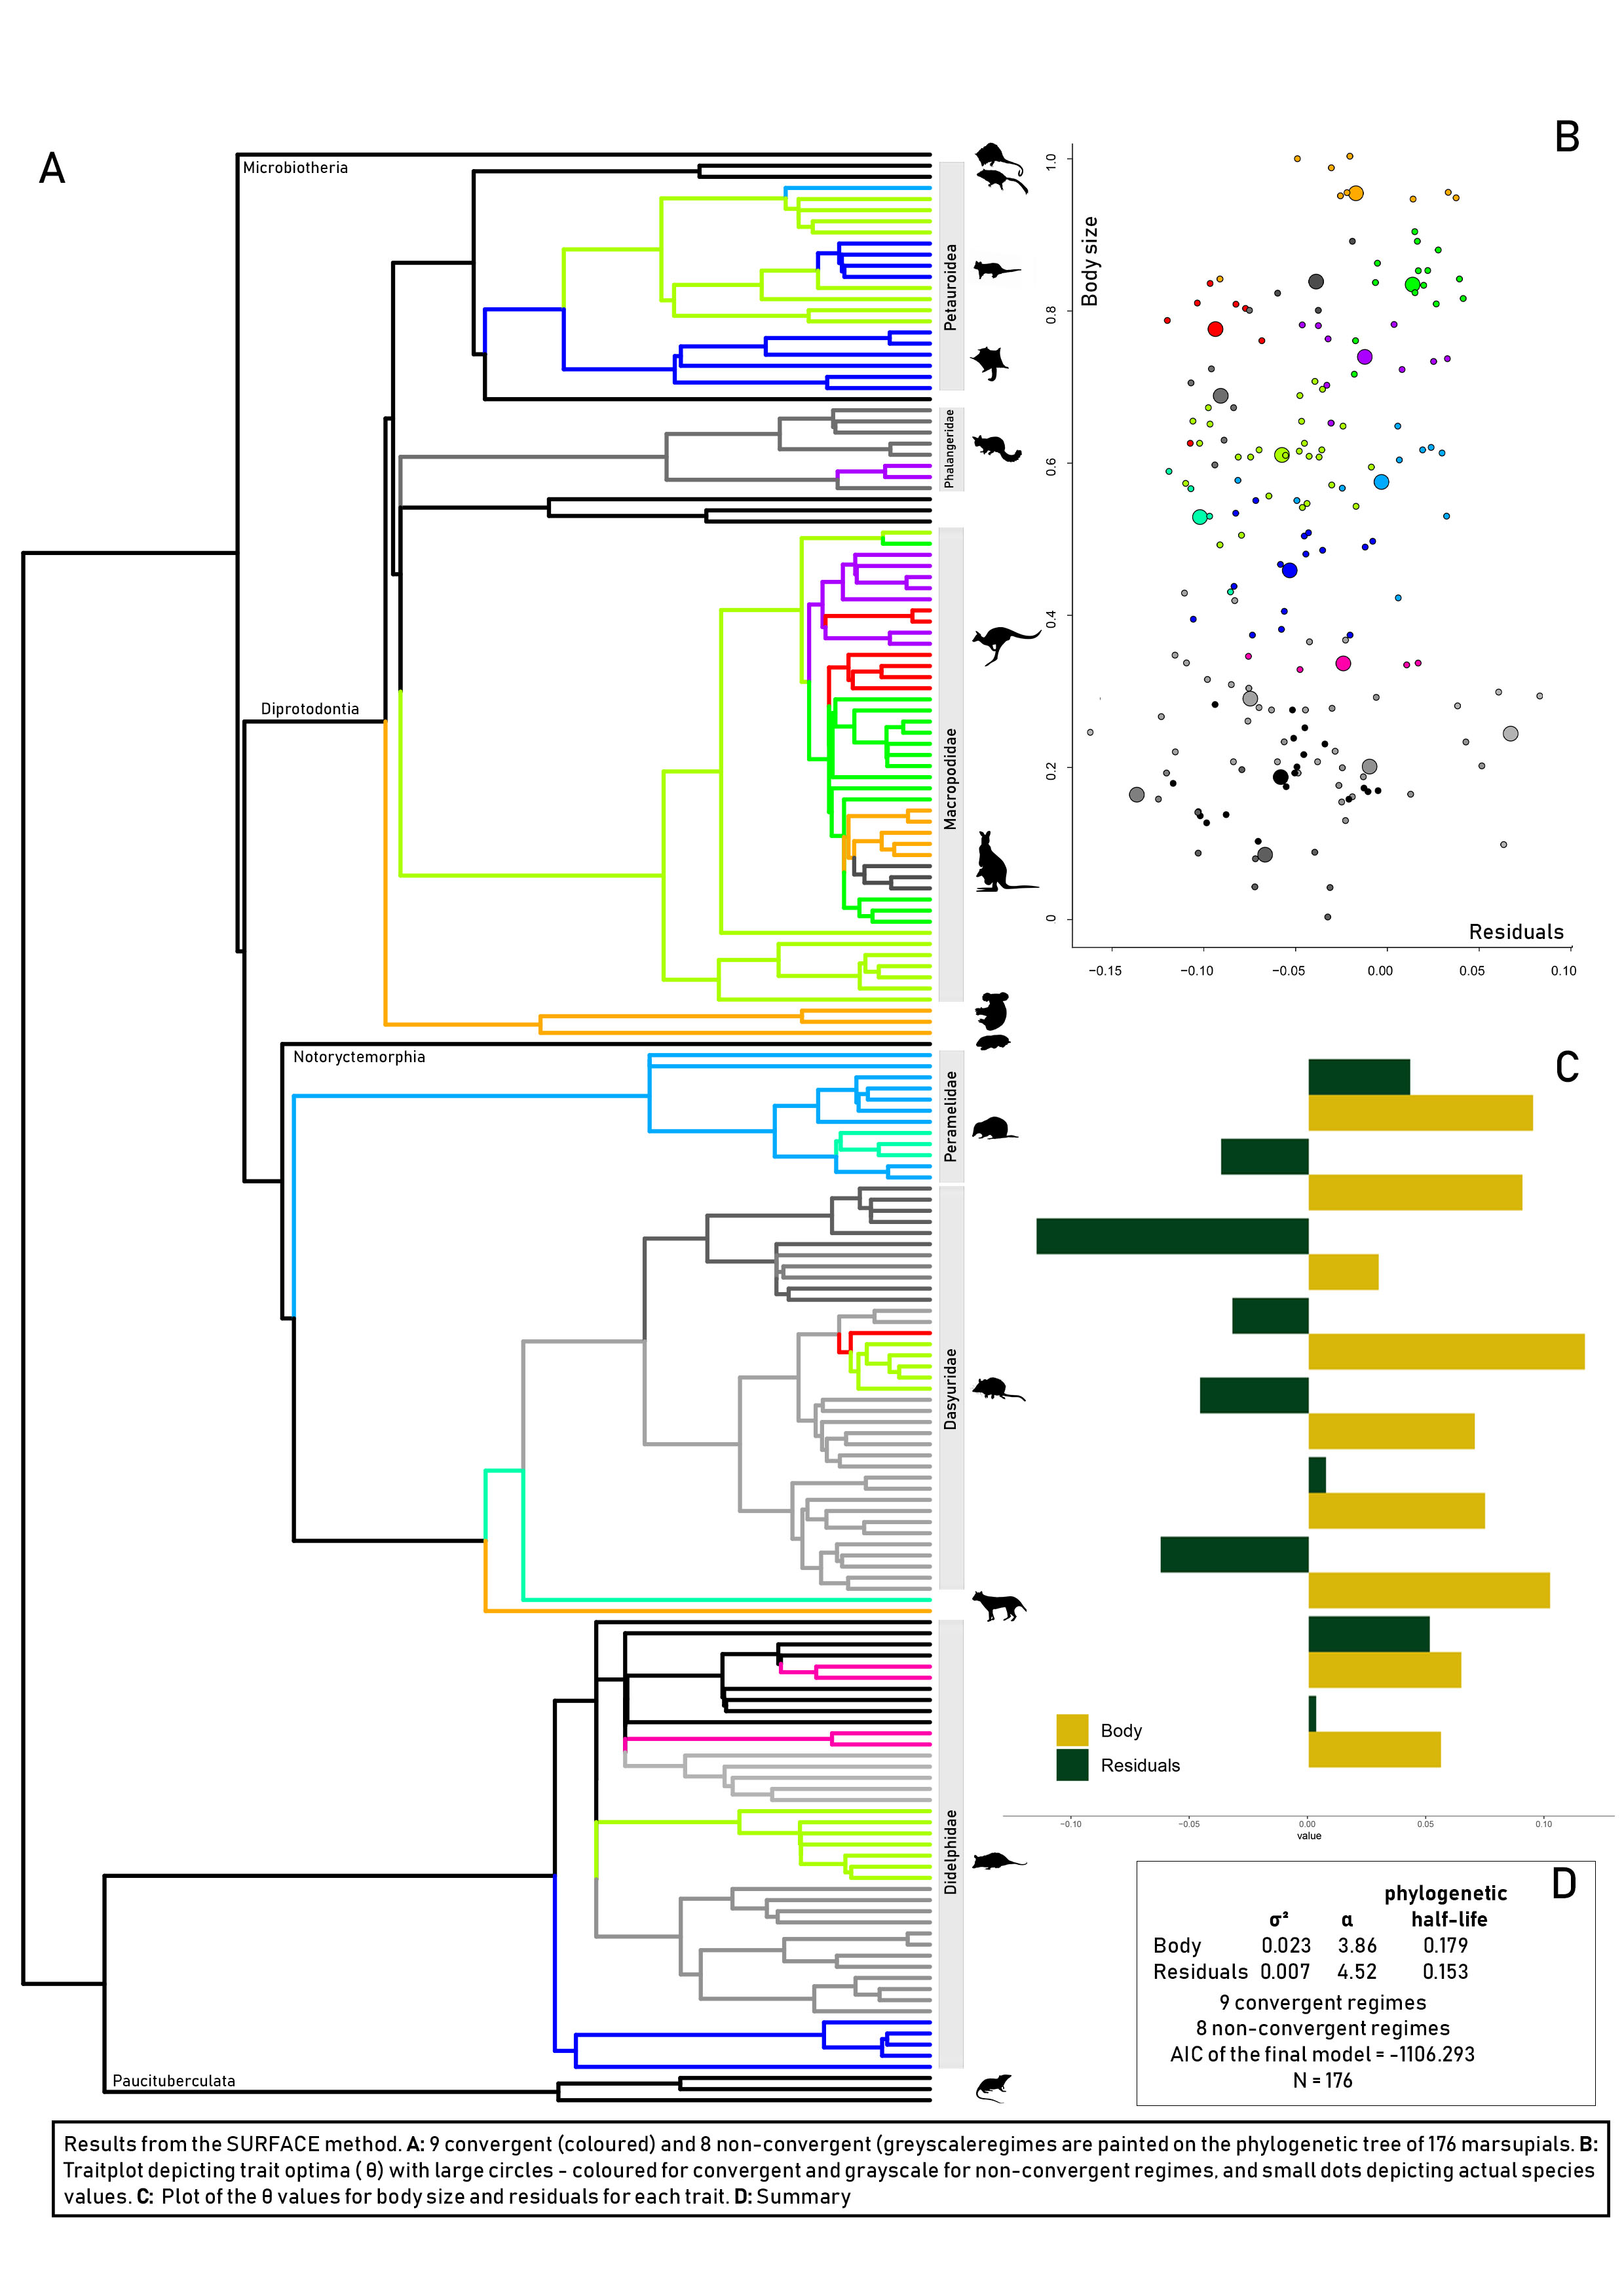 A
Microbiotheria
Petauroidea
Phalangeridae
Diprotodontia
Macropodidae
Notoryctemorphia
Peramelidae
Dasyuridae
Didelphidae
Paucituberculata
B
Body size
1.0
0.8
0.6
0.4
0.2
0
Residuals
−0.15 −0.10 −0.05 0.00 0.05 0.10
C
Body
Residuals
−0.10 −0.05 0.00 0.05 0.10
value
D
phylogenetic
σ² α half-life
Body 0.023 3.86 0.179
Residuals 0.007 4.52 0.153
9 convergent regimes
8 non-convergent regimes
AIC of the final model = -1106.293
N = 176
Results from the SURFACE method. A: 9 convergent (coloured) and 8 non-convergent (greyscaleregimes are painted on the phylogenetic tree of 176 marsupials. B:
Traitplot depicting trait optima ( θ) with large circles - coloured for convergent and grayscale for non-convergent regimes, and small dots depicting actual species
values. C: Plot of the θ values for body size and residuals for each trait. D: Summary